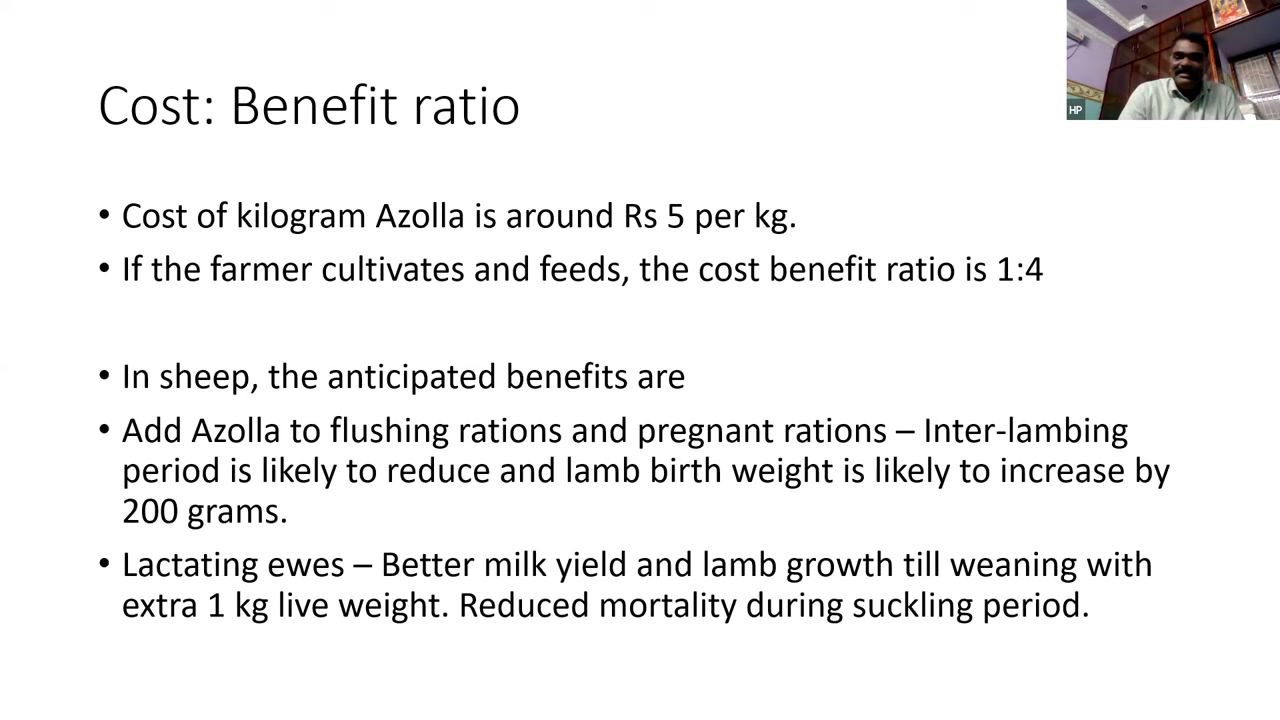 Cost: Benefit ratio
HP
• Cost of kilogram Azolla is around Rs 5 per kg.
• If the farmer cultivates and feeds, the cost benefit ratio is 1:4
• In sheep, the anticipated benefits are
• Add Azolla to flushing rations and pregnant rations – Inter-lambing
period is likely to reduce and lamb birth weight is likely to increase by
200 grams.
• Lactating ewes – Better milk yield and lamb growth till weaning with
extra 1 kg live weight. Reduced mortality during suckling period.